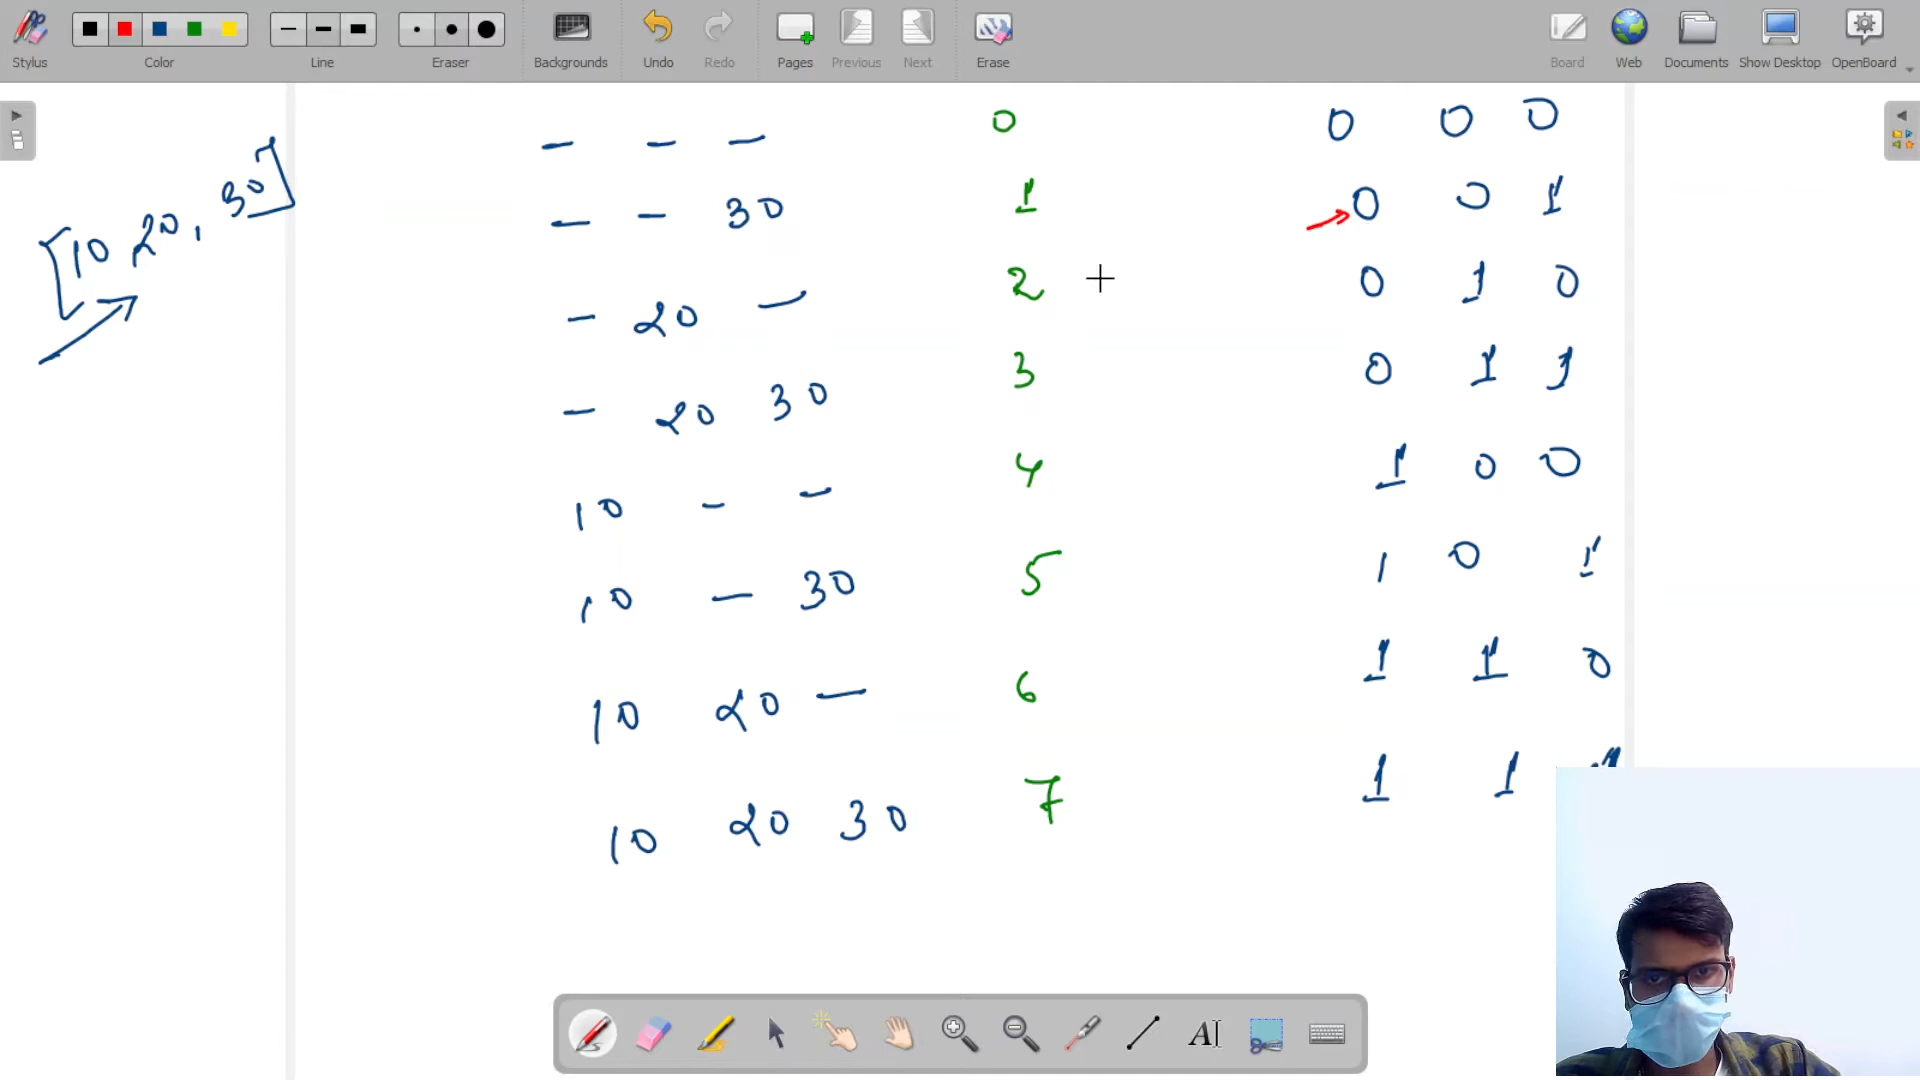 Stylus Color Line Eraser Backgrounds Undo Redo Pages Previous Next Erase Board Web Documents Show Desktop OpenBoard
[10 20, 30]
- - - 0 0 0 0
- - 30 1 0 0 1
- 20 - 2 0 1 0
- 20 30 3 0 1 1
10 - - 4 1 0 0
10 - 30 5 1 0 1
10 20 - 6 1 1 0
10 20 30 7 1 1 1